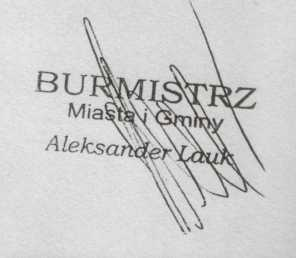 BURMISTRZ
Miasta i Gminy
Aleksander Lauk